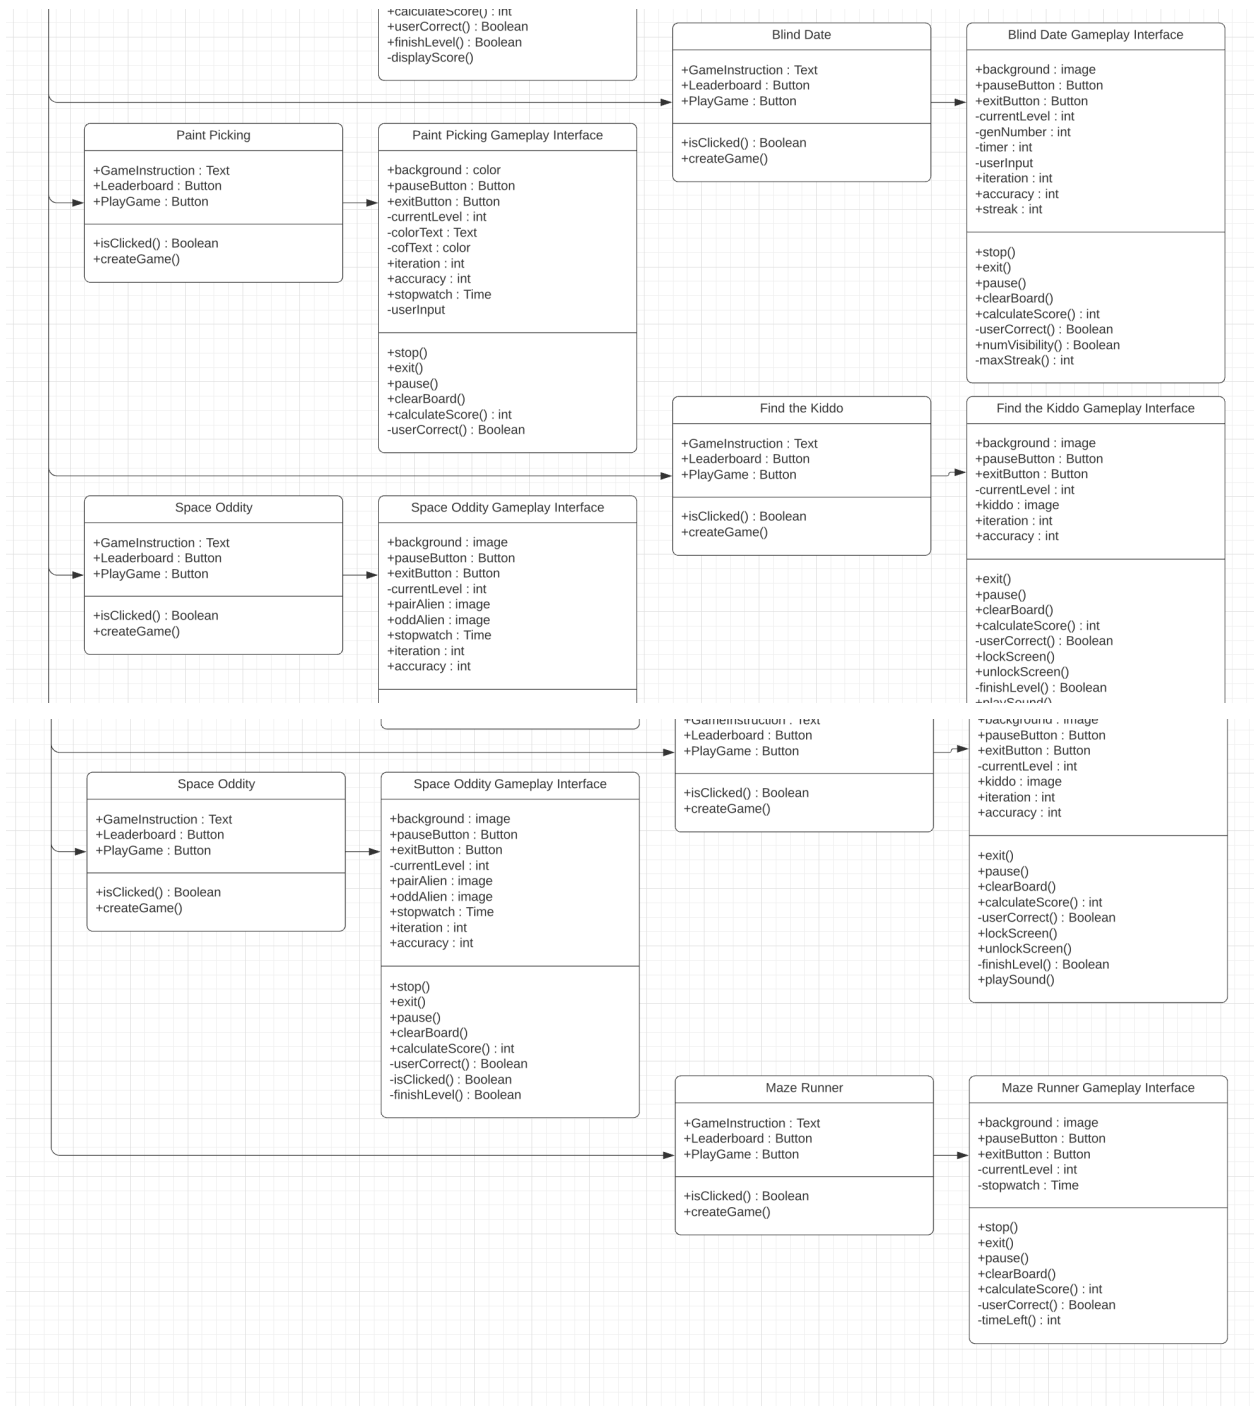 +calculateScore() : int
+userCorrect() : Boolean
+finishLevel() : Boolean
-displayScore()
Blind Date
+GameInstruction : Text
+Leaderboard : Button
+PlayGame : Button
+isClicked() : Boolean
+createGame()
Blind Date Gameplay Interface
+background : image
+pauseButton : Button
+exitButton : Button
-currentLevel : int
-genNumber : int
-timer : int
-userInput
+iteration : int
+accuracy : int
+streak : int
+stop()
+exit()
+pause()
+clearBoard()
+calculateScore() : int
-userCorrect() : Boolean
+numVisibility() : Boolean
-maxStreak() : int
Paint Picking
+GameInstruction : Text
+Leaderboard : Button
+PlayGame : Button
+isClicked() : Boolean
+createGame()
Paint Picking Gameplay Interface
+background : color
+pauseButton : Button
+exitButton : Button
-currentLevel : int
-colorText : Text
-cofText : color
+iteration : int
+accuracy : int
+stopwatch : Time
-userInput
+stop()
+exit()
+pause()
+clearBoard()
+calculateScore() : int
-userCorrect() : Boolean
Find the Kiddo
+GameInstruction : Text
+Leaderboard : Button
+PlayGame : Button
+isClicked() : Boolean
+createGame()
Find the Kiddo Gameplay Interface
+background : image
+pauseButton : Button
+exitButton : Button
-currentLevel : int
+kiddo : image
+iteration : int
+accuracy : int
+exit()
+pause()
+clearBoard()
+calculateScore() : int
-userCorrect() : Boolean
+lockScreen()
+unlockScreen()
-finishLevel() : Boolean
+playSound()
Space Oddity
+GameInstruction : Text
+Leaderboard : Button
+PlayGame : Button
+isClicked() : Boolean
+createGame()
Space Oddity Gameplay Interface
+background : image
+pauseButton : Button
+exitButton : Button
-currentLevel : int
+pairAlien : image
+oddAlien : image
+stopwatch : Time
+iteration : int
+accuracy : int
+GameInstruction : Text
+Leaderboard : Button
+PlayGame : Button
+isClicked() : Boolean
+createGame()
+background : image
+pauseButton : Button
+exitButton : Button
-currentLevel : int
+kiddo : image
+iteration : int
+accuracy : int
+exit()
+pause()
+clearBoard()
+calculateScore() : int
-userCorrect() : Boolean
+lockScreen()
+unlockScreen()
-finishLevel() : Boolean
+playSound()
Space Oddity
+GameInstruction : Text
+Leaderboard : Button
+PlayGame : Button
+isClicked() : Boolean
+createGame()
Space Oddity Gameplay Interface
+background : image
+pauseButton : Button
+exitButton : Button
-currentLevel : int
+pairAlien : image
+oddAlien : image
+stopwatch : Time
+iteration : int
+accuracy : int
+stop()
+exit()
+pause()
+clearBoard()
+calculateScore() : int
-userCorrect() : Boolean
-isClicked() : Boolean
-finishLevel() : Boolean
Maze Runner
+GameInstruction : Text
+Leaderboard : Button
+PlayGame : Button
+isClicked() : Boolean
+createGame()
Maze Runner Gameplay Interface
+background : image
+pauseButton : Button
+exitButton : Button
-currentLevel : int
-stopwatch : Time
+stop()
+exit()
+pause()
+clearBoard()
+calculateScore() : int
-userCorrect() : Boolean
-timeLeft() : int